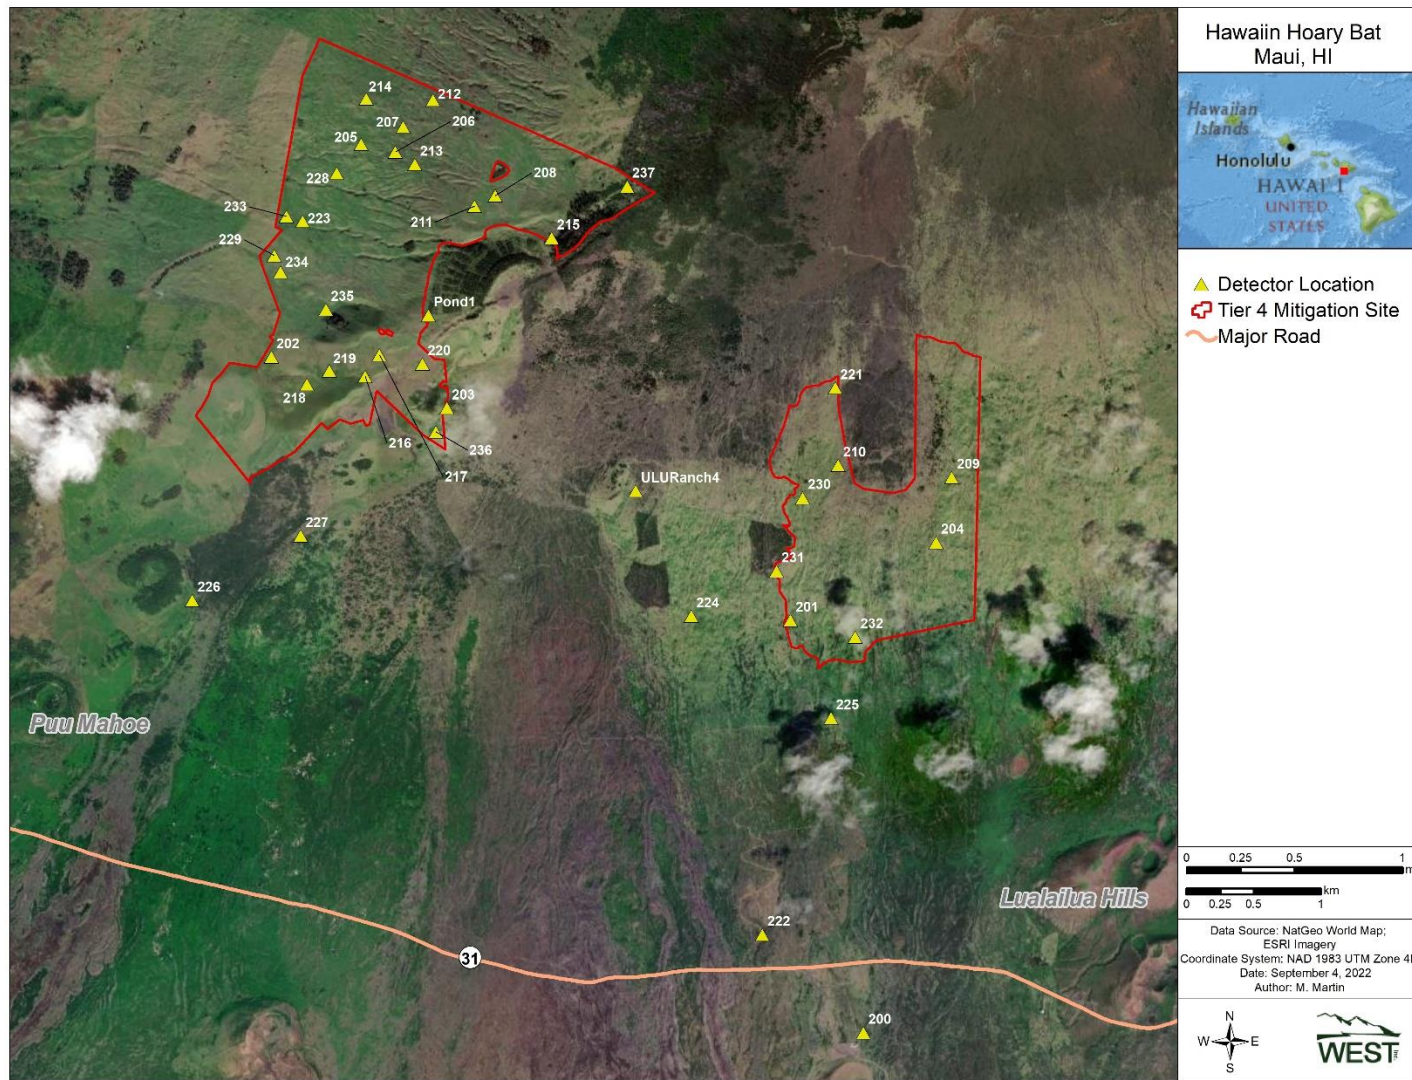 Hawaiin Hoary Bat
Maui, HI
Hawaiian
Islands
Honolulu
HAWAI'I
UNITED
STATES
Detector Location
Tier 4 Mitigation Site
Major Road
214
212
207
206
205
213
228
208
237
233
223
211
215
229
234
235
Pond1
202
219
220
221
218
203
216
236
217
210
209
ULURanch4
230
227
204
231
226
224
201
232
225
Puu Mahoe
Lualailua Hills
222
31
200
0 0.25 0.5 1
m
km
0 0.25 0.5 1
Data Source: NatGeo World Map;
ESRI Imagery
Coordinate System: NAD 1983 UTM Zone 4
Date: September 4, 2022
Author: M. Martin
N
W E
S
WEST
Inc.